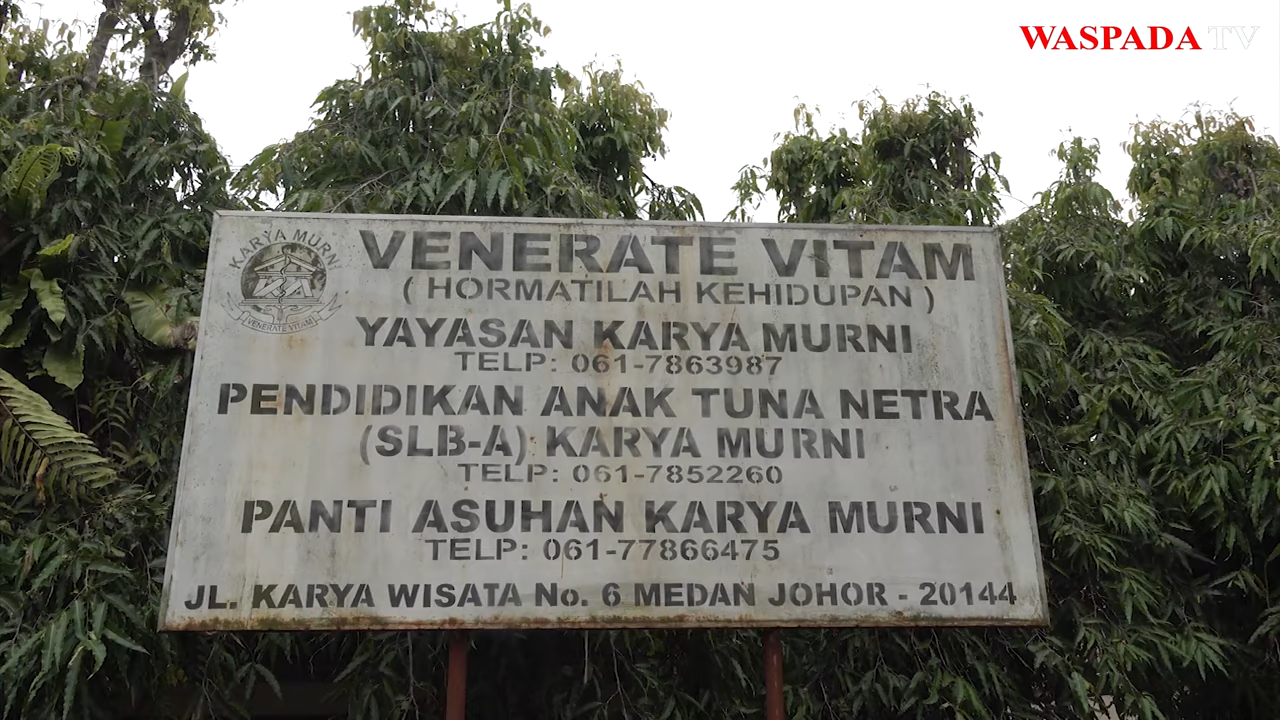 WASPADA TV
KARYA MURNI
VENERATE VITAM
VENERATE VITAM
( HORMATILAH KEHIDUPAN )
YAYASAN KARYA MURNI
TELP: 061-7863987
PENDIDIKAN ANAK TUNA NETRA
(SLB-A) KARYA MURNI
TELP: 061-7852260
PANTI ASUHAN KARYA MURNI
TELP: 061-77866475
JL. KARYA WISATA No. 6 MEDAN JOHOR - 20144